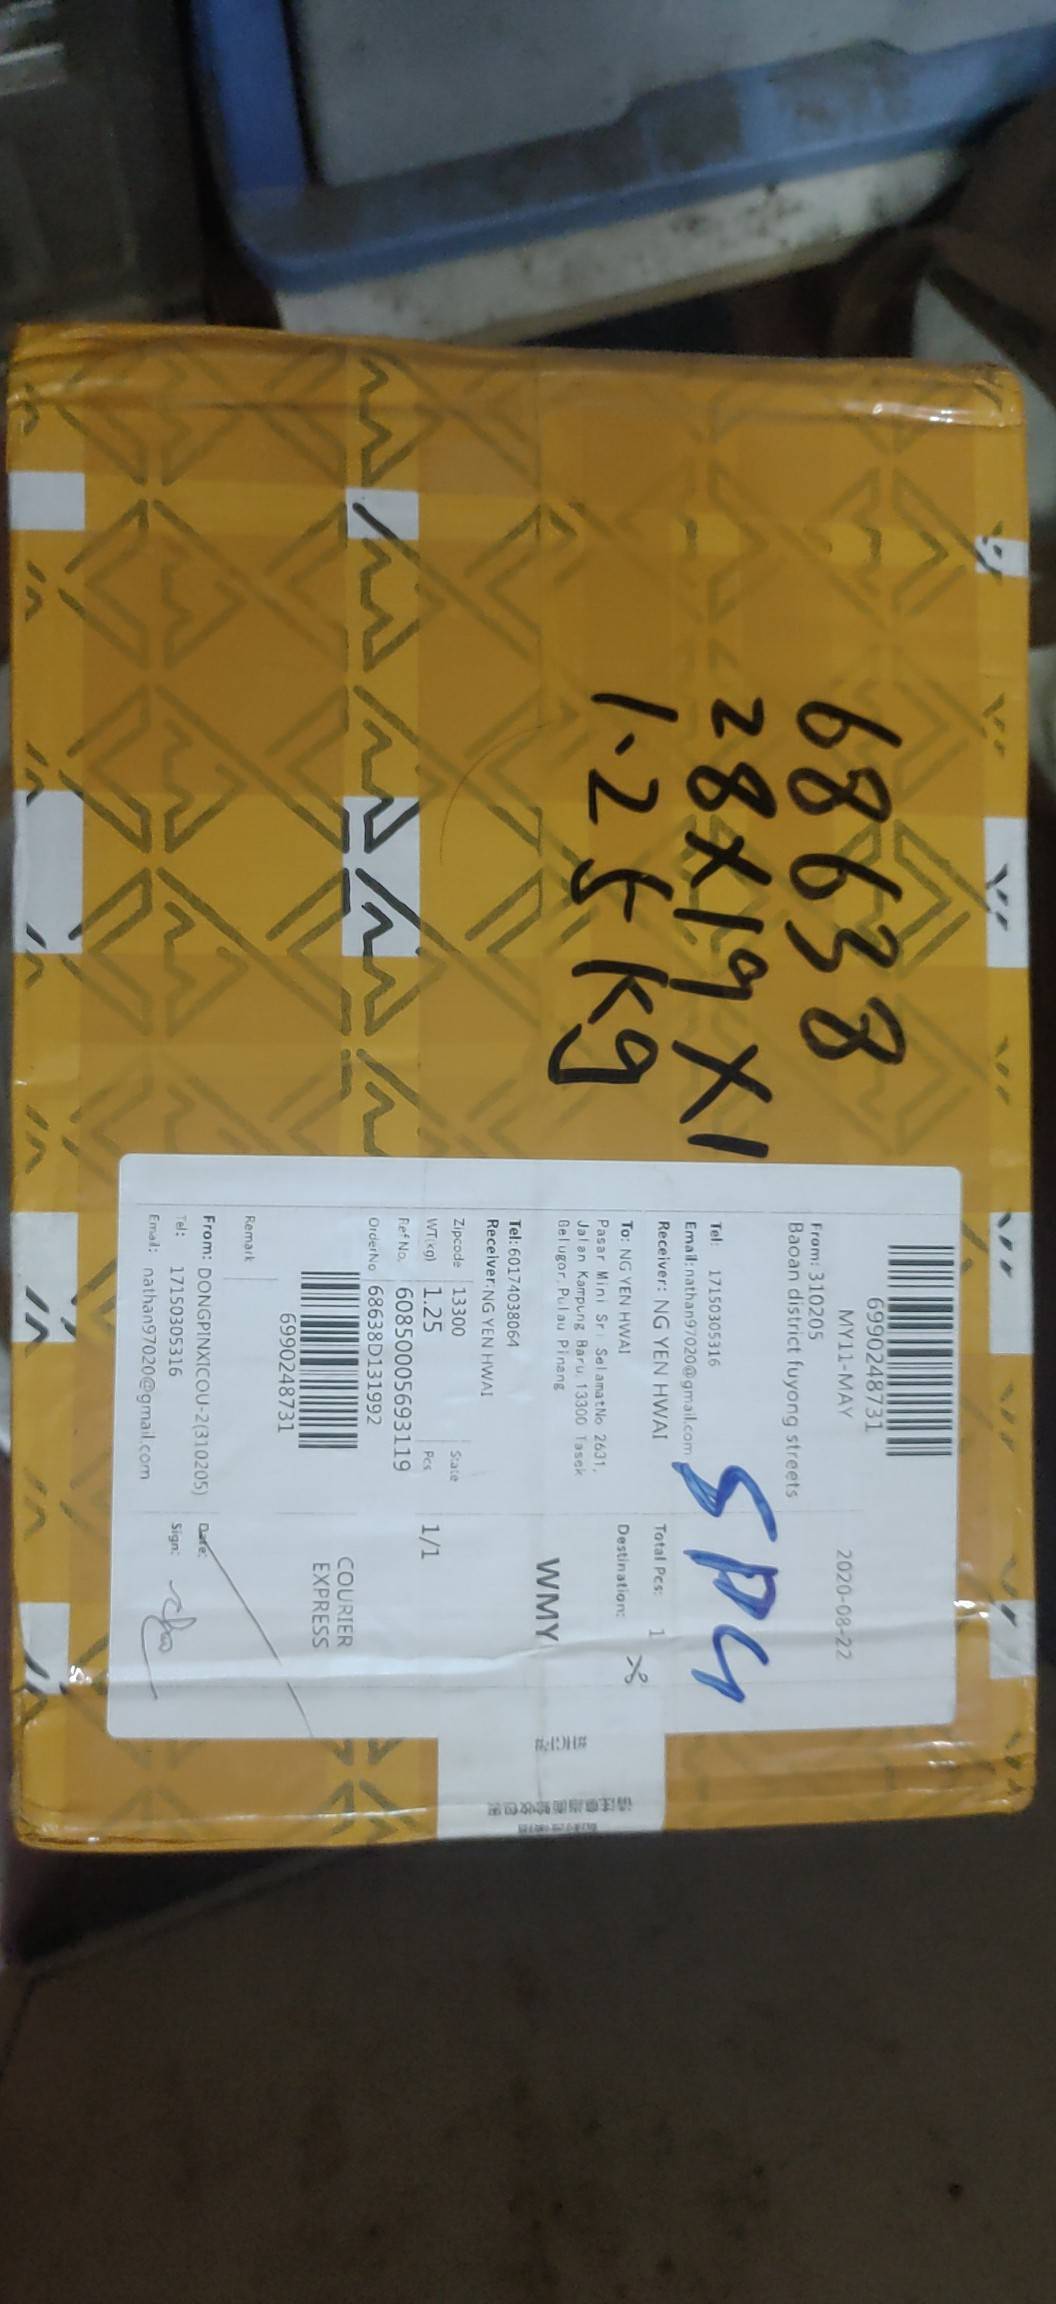 68638
28X19X1
1.25kg
6990248731
MY11-MAY
2020-08-22
From: 310205
Baoan district fuyong streets
Tel: 17150305316
Email:nathan97020@gmail.com
SPG
Receiver: NG YEN HWAI
Total Pcs: 1
To: NG YEN HWAI
Pasar Mini Sri SelamatNo 2631,
Jalan Kampung Baru 13300 Tasek
Gelugor, Pulau Pinang
Destination:
WMY
Tel:60174038064
Receiver:NG YEN HWAI
Zipcode 13300 State
WT(kg) 1.25 Pcs 1/1
Ref No. 60850005693119
OrderNo 68638D131992
6990248731
COURIER
EXPRESS
Remark
From: DONGPINXICOU-2(310205)
Tel: 17150305316
Email: nathan97020@gmail.com
Date:
Sign: